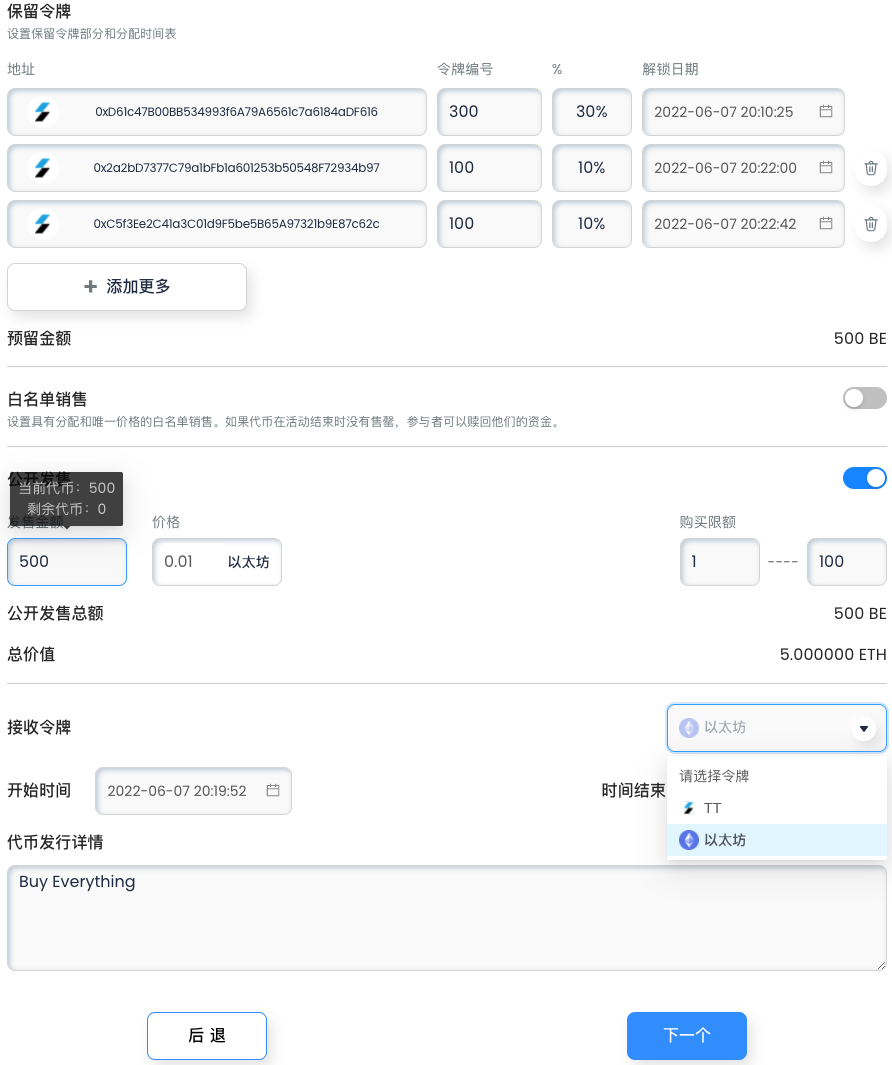 保留令牌
设置保留令牌部分和分配时间表
地址 令牌编号 % 解锁日期
0xD61c47B00BB534993f6A79A6561c7a6184aDF616 300 30% 2022-06-07 20:10:25
0x2a2bD7377C79a1bFb1a601253b50548F72934b97 100 10% 2022-06-07 20:22:00
0xC5f3Ee2C41a3C01d9F5be5B65A97321b9E87c62c 100 10% 2022-06-07 20:22:42
+ 添加更多
预留金额 500 BE
白名单销售
设置具有分配和唯一价格的白名单销售。如果代币在活动结束时没有售罄，参与者可以赎回他们的资金。
公开发售
当前代币：500
剩余代币：0
发售金额 价格 购买限额
500 0.01 以太坊 1 ---- 100
公开发售总额 500 BE
总价值 5.000000 ETH
接收令牌 以太坊
请选择令牌
开始时间 2022-06-07 20:19:52 时间结束
TT
以太坊
代币发行详情
Buy Everything
后 退 下一个